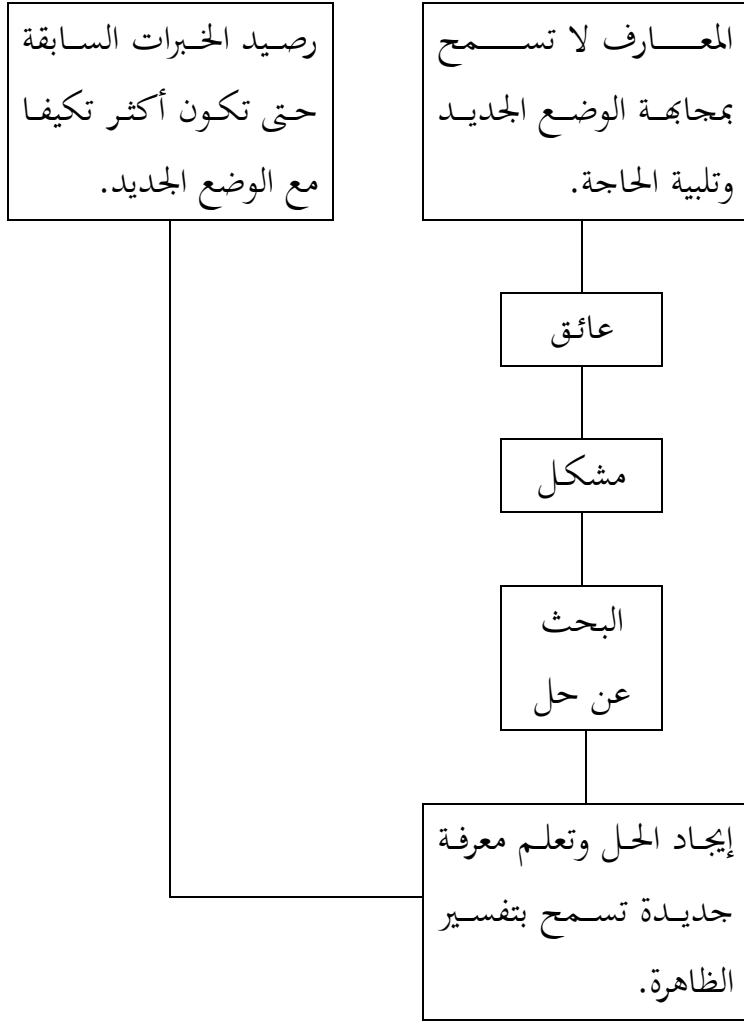 المعارف لا تسمح
بمجابهة الوضع الجديد
وتلبية الحاجة.
عائق
مشكل
البحث
عن حل
إيجاد الحل وتعلم معرفة
جديدة تسمح بتفسير
الظاهرة.
رصيد الخبرات السابقة
حتى تكون أكثر تكيفا
مع الوضع الجديد.